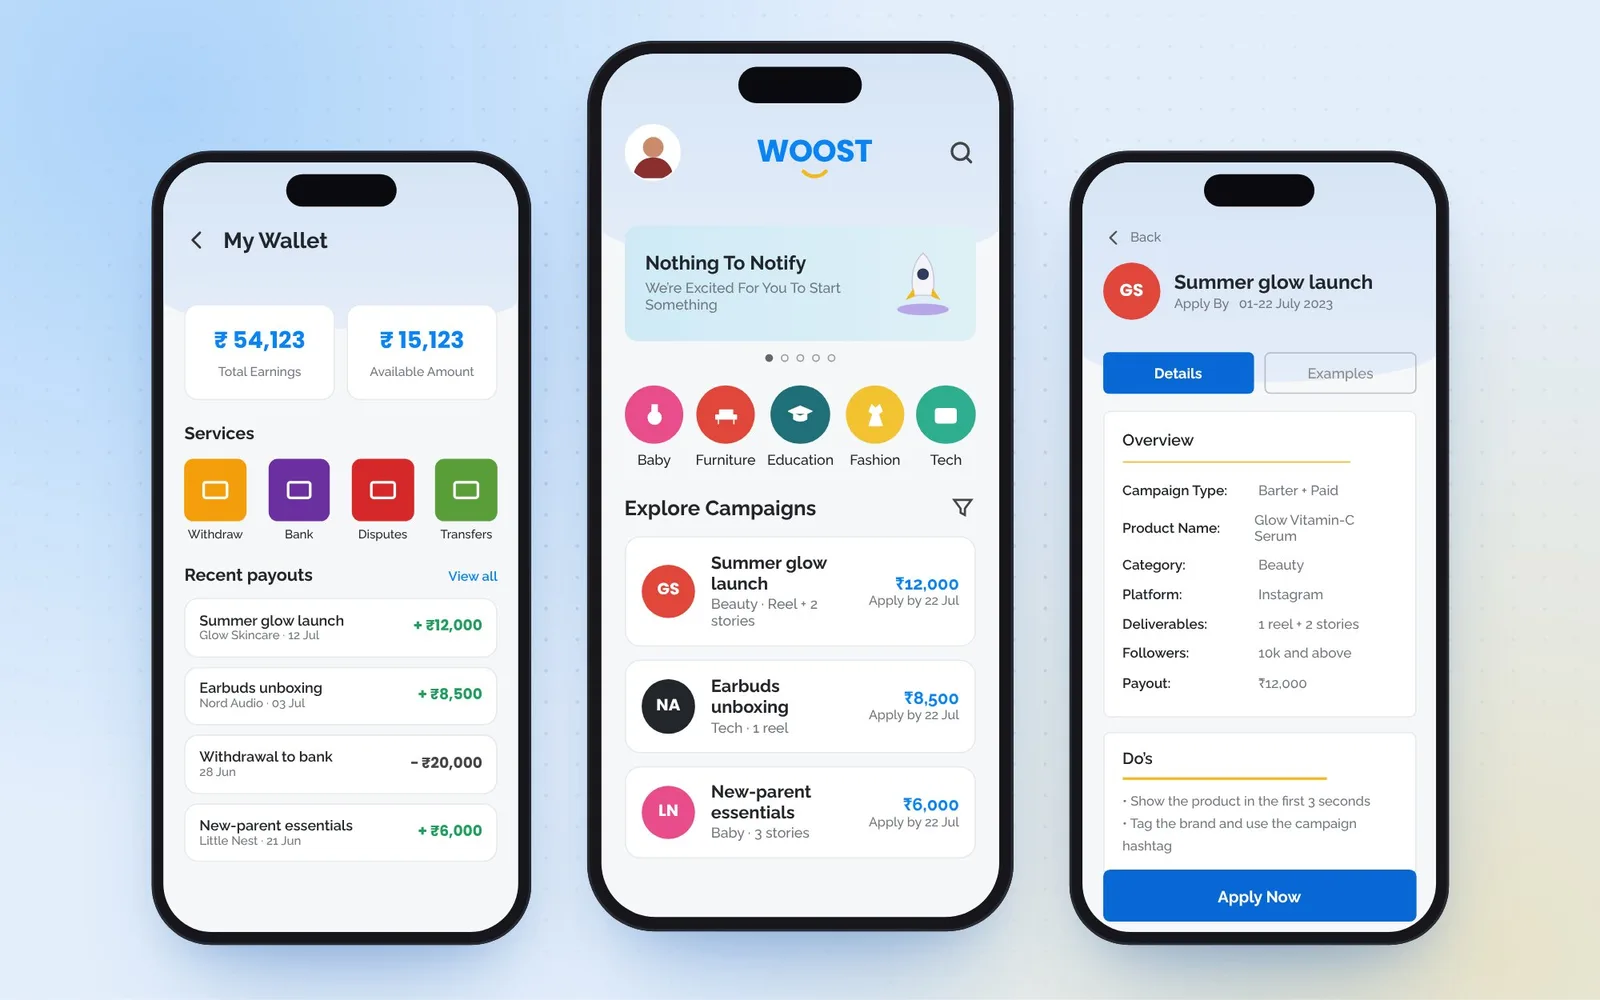 My Wallet
₹ 54,123
Total Earnings
₹ 15,123
Available Amount
Services
Withdraw
Bank
Disputes
Transfers
Recent payouts
View all
Summer glow launch
Glow Skincare · 12 Jul
+ ₹12,000
Earbuds unboxing
Nord Audio · 03 Jul
+ ₹8,500
Withdrawal to bank
28 Jun
− ₹20,000
New-parent essentials
Little Nest · 21 Jun
+ ₹6,000
WOOST
Nothing To Notify
We're Excited For You To Start
Something
Baby
Furniture
Education
Fashion
Tech
Explore Campaigns
GS
Summer glow
launch
Beauty · Reel + 2
stories
₹12,000
Apply by 22 Jul
NA
Earbuds
unboxing
Tech · 1 reel
₹8,500
Apply by 22 Jul
LN
New-parent
essentials
Baby · 3 stories
₹6,000
Apply by 22 Jul
Back
GS
Summer glow launch
Apply By 01-22 July 2023
Details
Examples
Overview
Campaign Type: Barter + Paid
Product Name: Glow Vitamin-C
Serum
Category: Beauty
Platform: Instagram
Deliverables: 1 reel + 2 stories
Followers: 10k and above
Payout: ₹12,000
Do's
• Show the product in the first 3 seconds
• Tag the brand and use the campaign
hashtag
Apply Now